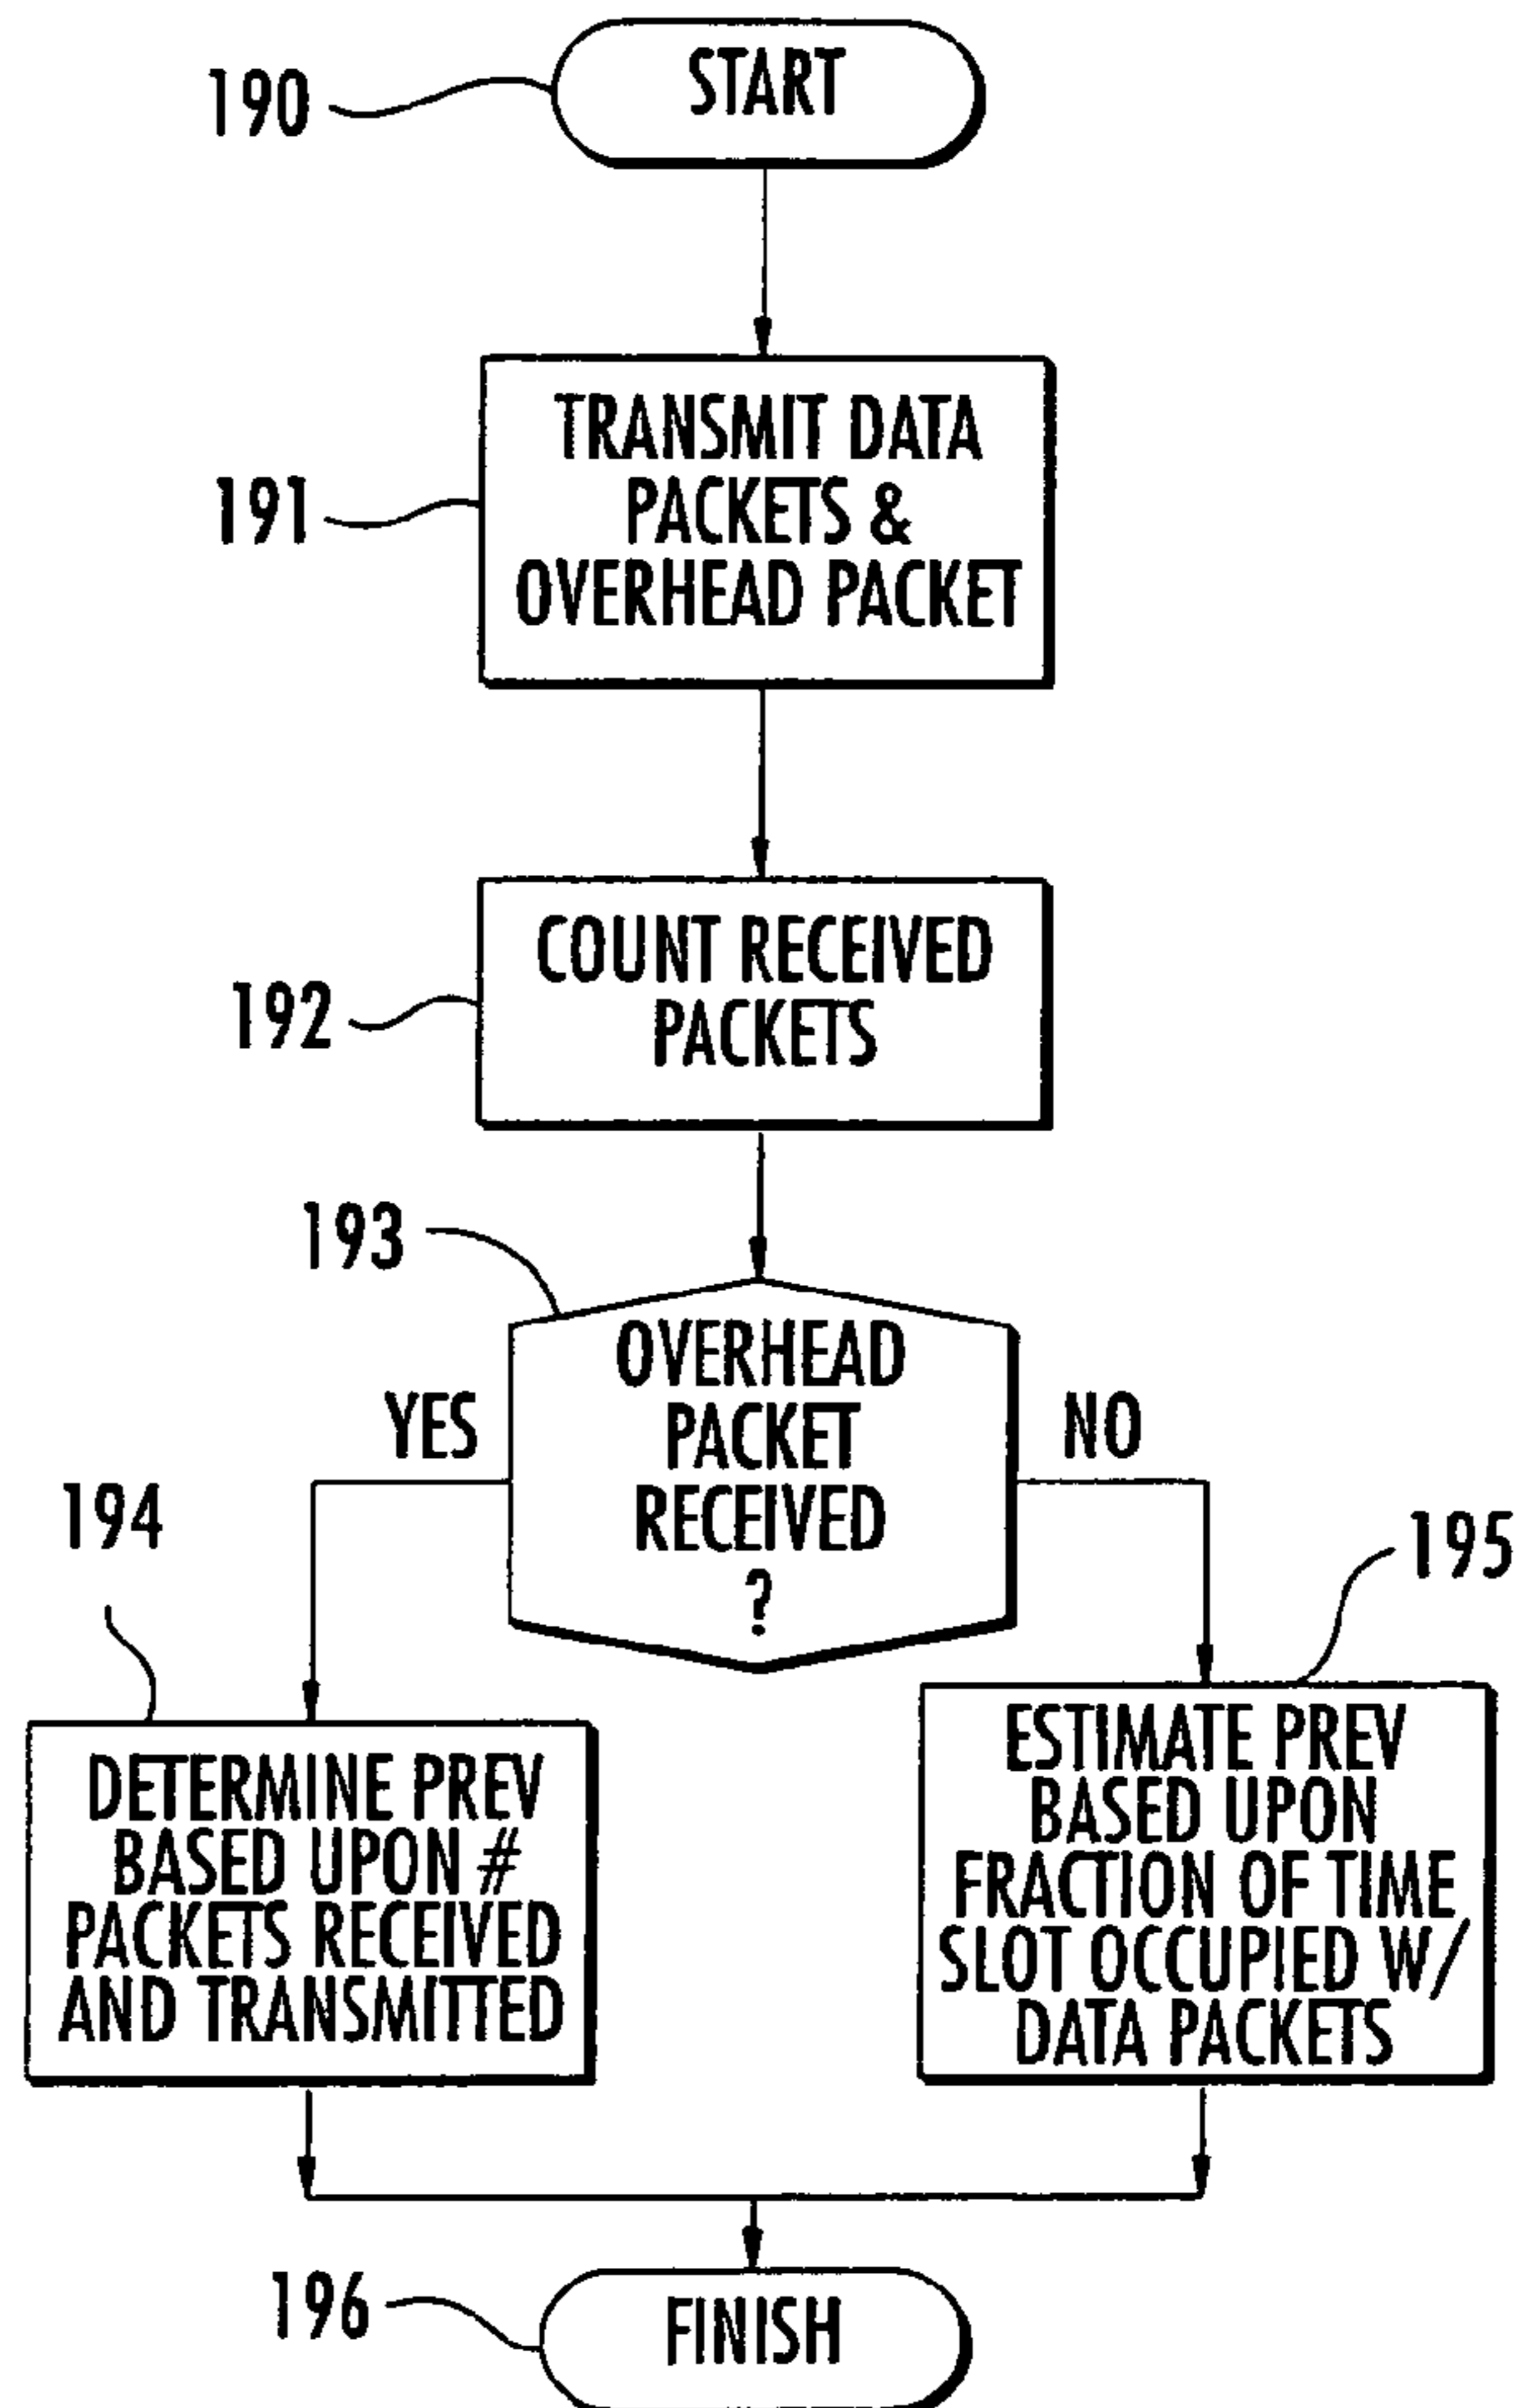 190
START
191
TRANSMIT DATA
PACKETS &
OVERHEAD PACKET
192
COUNT RECEIVED
PACKETS
193
OVERHEAD
PACKET
RECEIVED
?
YES
NO
194
DETERMINE PREV
BASED UPON #
PACKETS RECEIVED
AND TRANSMITTED
195
ESTIMATE PREV
BASED UPON
FRACTION OF TIME
SLOT OCCUPIED W/
DATA PACKETS
196
FINISH